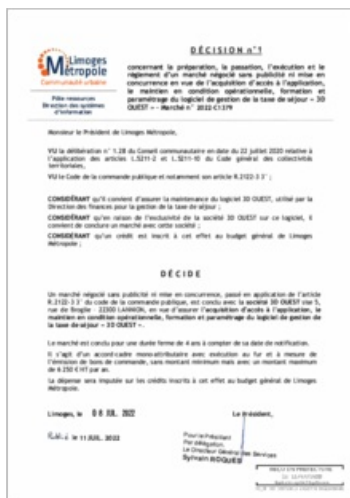 DÉCISION n°1
Limoges
Métropole
Communauté urbaine
Pôle ressources
Direction des systèmes
d'information
concernant la préparation, la passation, l'exécution et le
règlement d'un marché négocié sans publicité ni mise en
concurrence en vue de l'acquisition d'accès à l'application,
le maintien en condition opérationnelle, formation et
paramétrage du logiciel de gestion de la taxe de séjour « 3D
OUEST » - Marché n° 2022-C1379
Monsieur le Président de Limoges Métropole,
VU la délibération n° 1.28 du Conseil communautaire en date du 22 juillet 2020 relative à
l'application des articles L.5211-2 et L.5211-10 du Code général des collectivités
territoriales,
VU le Code de la commande publique et notamment son article R.2122-3 3° ;
CONSIDÉRANT qu'il convient d'assurer la maintenance du logiciel 3D OUEST, utilisé par la
Direction des finances pour la gestion de la taxe de séjour ;
CONSIDÉRANT qu'en raison de l'exclusivité de la société 3D OUEST sur ce logiciel, il
convient de conclure un marché avec cette société ;
CONSIDÉRANT qu'un crédit est inscrit à cet effet au budget général de Limoges
Métropole ;
DÉCIDE
Un marché négocié sans publicité ni mise en concurrence, passé en application de l'article
R.2122-3 3° du code de la commande publique, est conclu avec la société 3D OUEST sise 5,
rue de Broglie - 22300 LANNION, en vue d'assurer l'acquisition d'accès à l'application, le
maintien en condition opérationnelle, formation et paramétrage du logiciel de gestion de
la taxe de séjour « 3D OUEST ».
Le marché est conclu pour une durée ferme de 4 ans à compter de sa date de notification.
Il s'agit d'un accord-cadre mono-attributaire avec exécution au fur et à mesure de
l'émission de bons de commande, sans montant minimum mais avec un montant maximum
de 6 250 € HT par an.
La dépense sera imputée sur les crédits inscrits à cet effet au budget général de Limoges
Métropole.
Limoges, le 08 JUIL. 2022
Le Président,
le 11 JUIL. 2022
Pour le Président
Par délégation,
Le Directeur Général des Services
Sylvain ROQUES
REÇU EN PREFECTURE